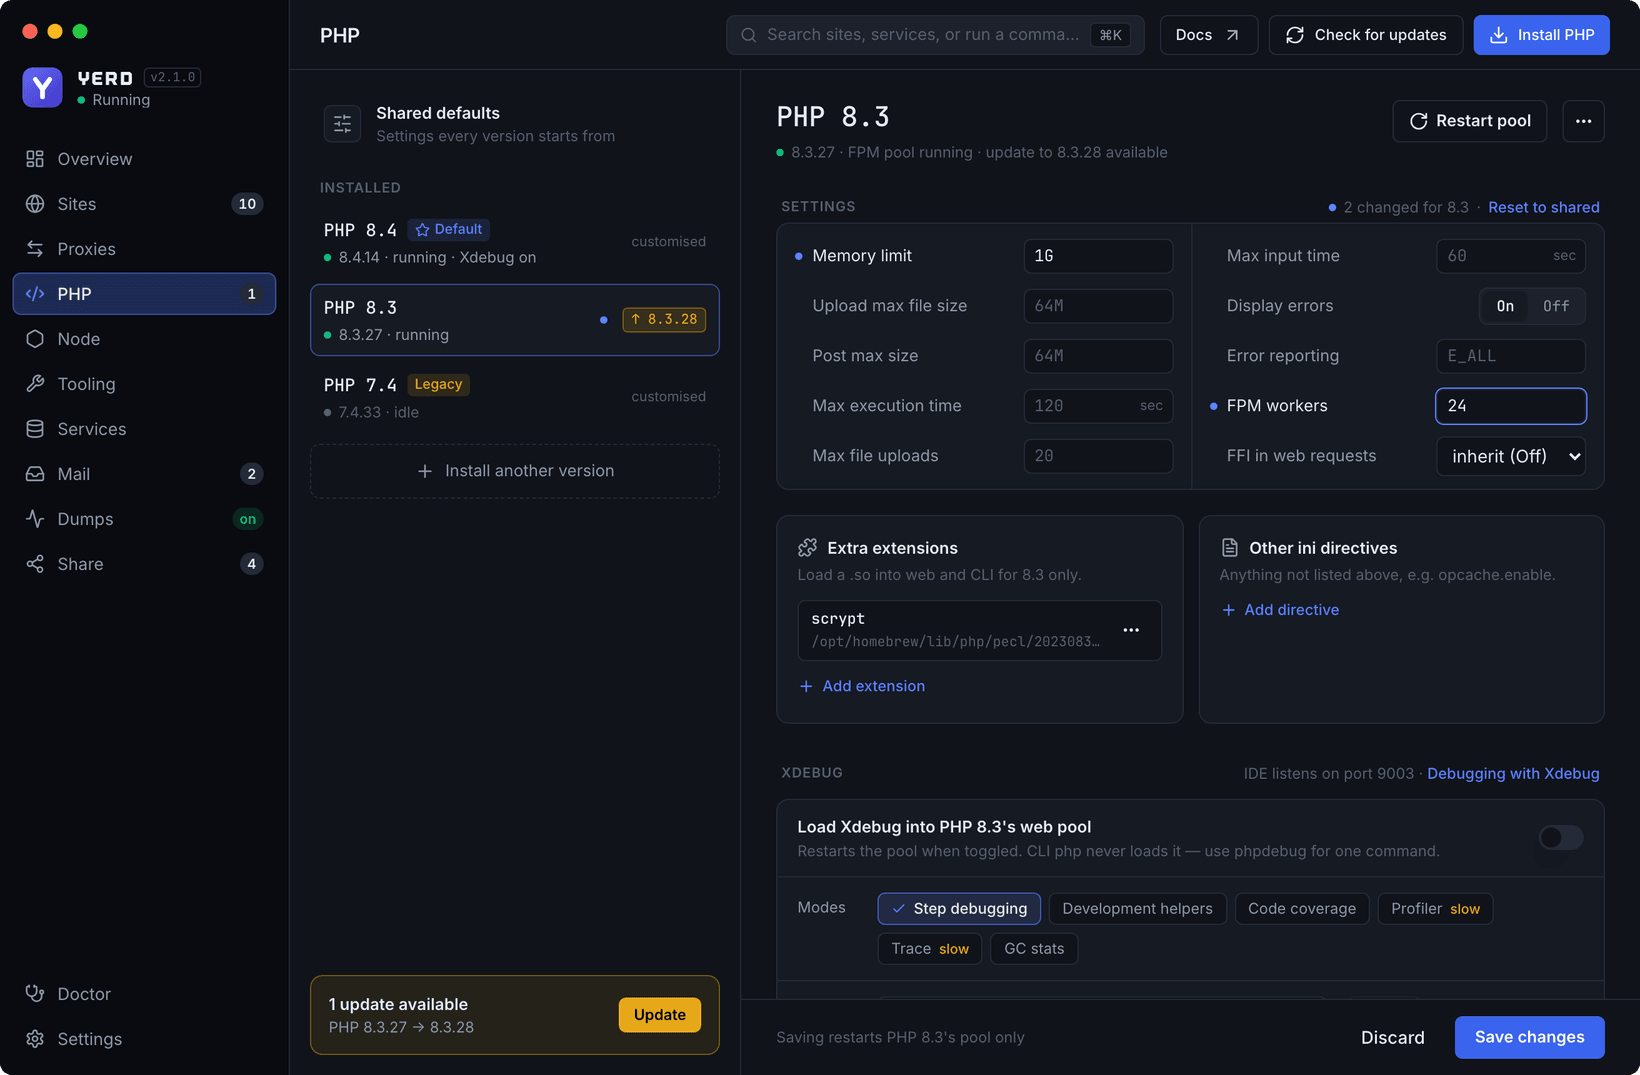 YERD v2.1.0
Running
Overview
Sites 10
Proxies
PHP 1
Node
Tooling
Services
Mail 2
Dumps on
Share 4
Doctor
Settings
PHP
Search sites, services, or run a comma... ⌘K
Docs
Check for updates
Install PHP
Shared defaults
Settings every version starts from
INSTALLED
PHP 8.4 Default
8.4.14 · running · Xdebug on
customised
PHP 8.3
8.3.27 · running
↑ 8.3.28
PHP 7.4 Legacy
7.4.33 · idle
customised
+ Install another version
1 update available
PHP 8.3.27 → 8.3.28
Update
PHP 8.3
8.3.27 · FPM pool running · update to 8.3.28 available
Restart pool
SETTINGS
2 changed for 8.3 · Reset to shared
Memory limit 1G
Upload max file size 64M
Post max size 64M
Max execution time 120 sec
Max file uploads 20
Max input time 60 sec
Display errors On Off
Error reporting E_ALL
FPM workers 24
FFI in web requests inherit (Off)
Extra extensions
Load a .so into web and CLI for 8.3 only.
scrypt
/opt/homebrew/lib/php/pecl/2023083…
+ Add extension
Other ini directives
Anything not listed above, e.g. opcache.enable.
+ Add directive
XDEBUG
IDE listens on port 9003 · Debugging with Xdebug
Load Xdebug into PHP 8.3's web pool
Restarts the pool when toggled. CLI php never loads it — use phpdebug for one command.
Modes
Step debugging
Development helpers
Code coverage
Profiler slow
Trace slow
GC stats
Saving restarts PHP 8.3's pool only
Discard
Save changes